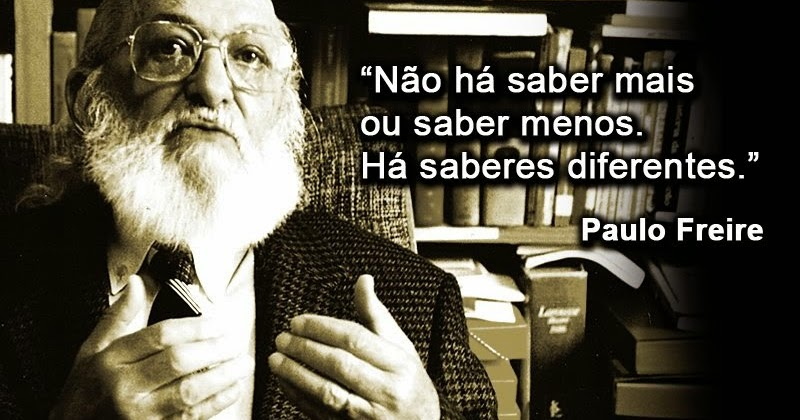 “Não há saber mais
ou saber menos.
Há saberes diferentes.”
Paulo Freire